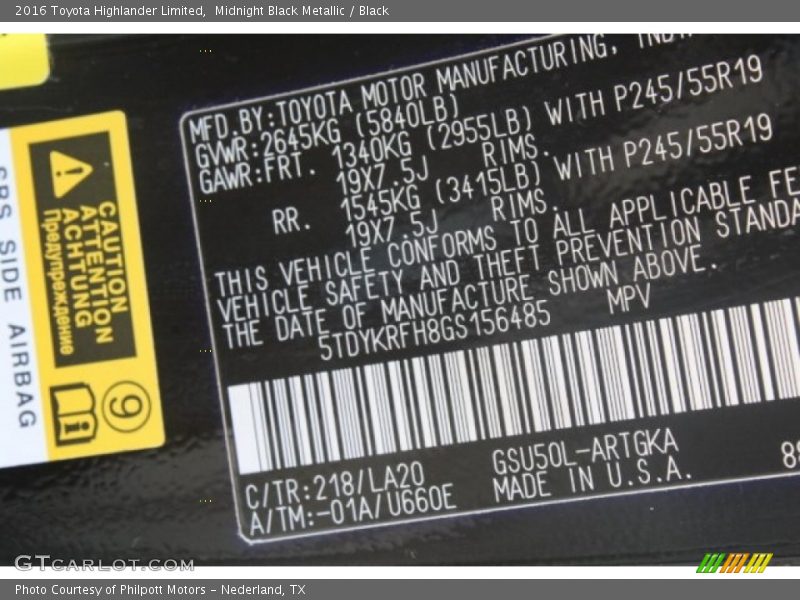 2016 Toyota Highlander Limited, Midnight Black Metallic / Black
MFD.BY:TOYOTA MOTOR MANUFACTURING,
GVWR:2645KG (5840LB)
GAWR:FRT. 1340KG (2955LB) WITH P245/55R19
19X7.5J RIMS.
RR. 1545KG (3415LB) WITH P245/55R19
19X7.5J RIMS.
THIS VEHICLE CONFORMS TO ALL APPLICABLE FE
VEHICLE SAFETY AND THEFT PREVENTION STANDA
THE DATE OF MANUFACTURE SHOWN ABOVE.
5TDYKRFH8GS156485 MPV
C/TR:218/LA20 GSU50L-ARTGKA
A/TM:-01A/U660E MADE IN U.S.A.
CAUTION
ATTENTION
ACHTUNG
Предупреждение
9
SRS SIDE AIRBAG
GTCARLOT.COM
Photo Courtesy of Philpott Motors - Nederland, TX